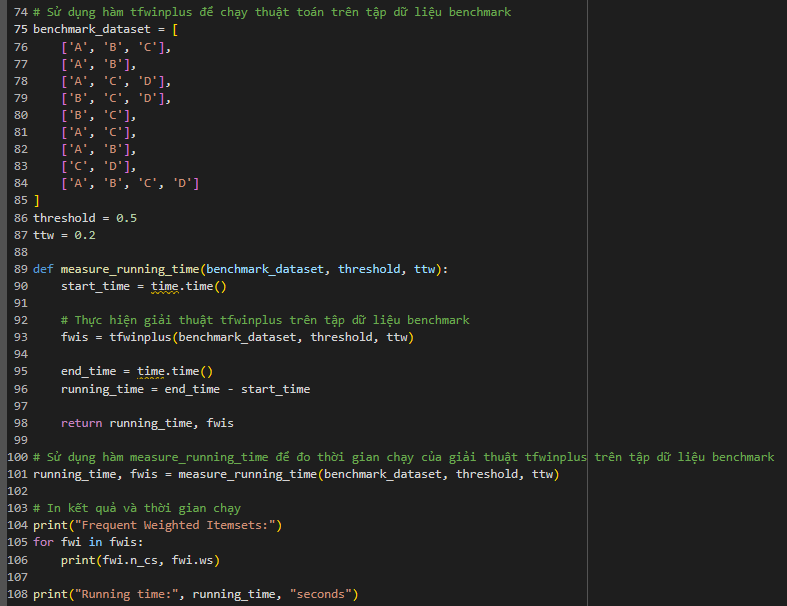 74 # Sử dụng hàm tfwinplus để chạy thuật toán trên tập dữ liệu benchmark
75 benchmark_dataset = [
76     ['A', 'B', 'C'],
77     ['A', 'B'],
78     ['A', 'C', 'D'],
79     ['B', 'C', 'D'],
80     ['B', 'C'],
81     ['A', 'C'],
82     ['A', 'B'],
83     ['C', 'D'],
84     ['A', 'B', 'C', 'D']
85 ]
86 threshold = 0.5
87 ttw = 0.2
88
89 def measure_running_time(benchmark_dataset, threshold, ttw):
90     start_time = time.time()
91
92     # Thực hiện giải thuật tfwinplus trên tập dữ liệu benchmark
93     fwis = tfwinplus(benchmark_dataset, threshold, ttw)
94
95     end_time = time.time()
96     running_time = end_time - start_time
97
98     return running_time, fwis
99
100 # Sử dụng hàm measure_running_time để đo thời gian chạy của giải thuật tfwinplus trên tập dữ liệu benchmark
101 running_time, fwis = measure_running_time(benchmark_dataset, threshold, ttw)
102
103 # In kết quả và thời gian chạy
104 print("Frequent Weighted Itemsets:")
105 for fwi in fwis:
106     print(fwi.n_cs, fwi.ws)
107
108 print("Running time:", running_time, "seconds")